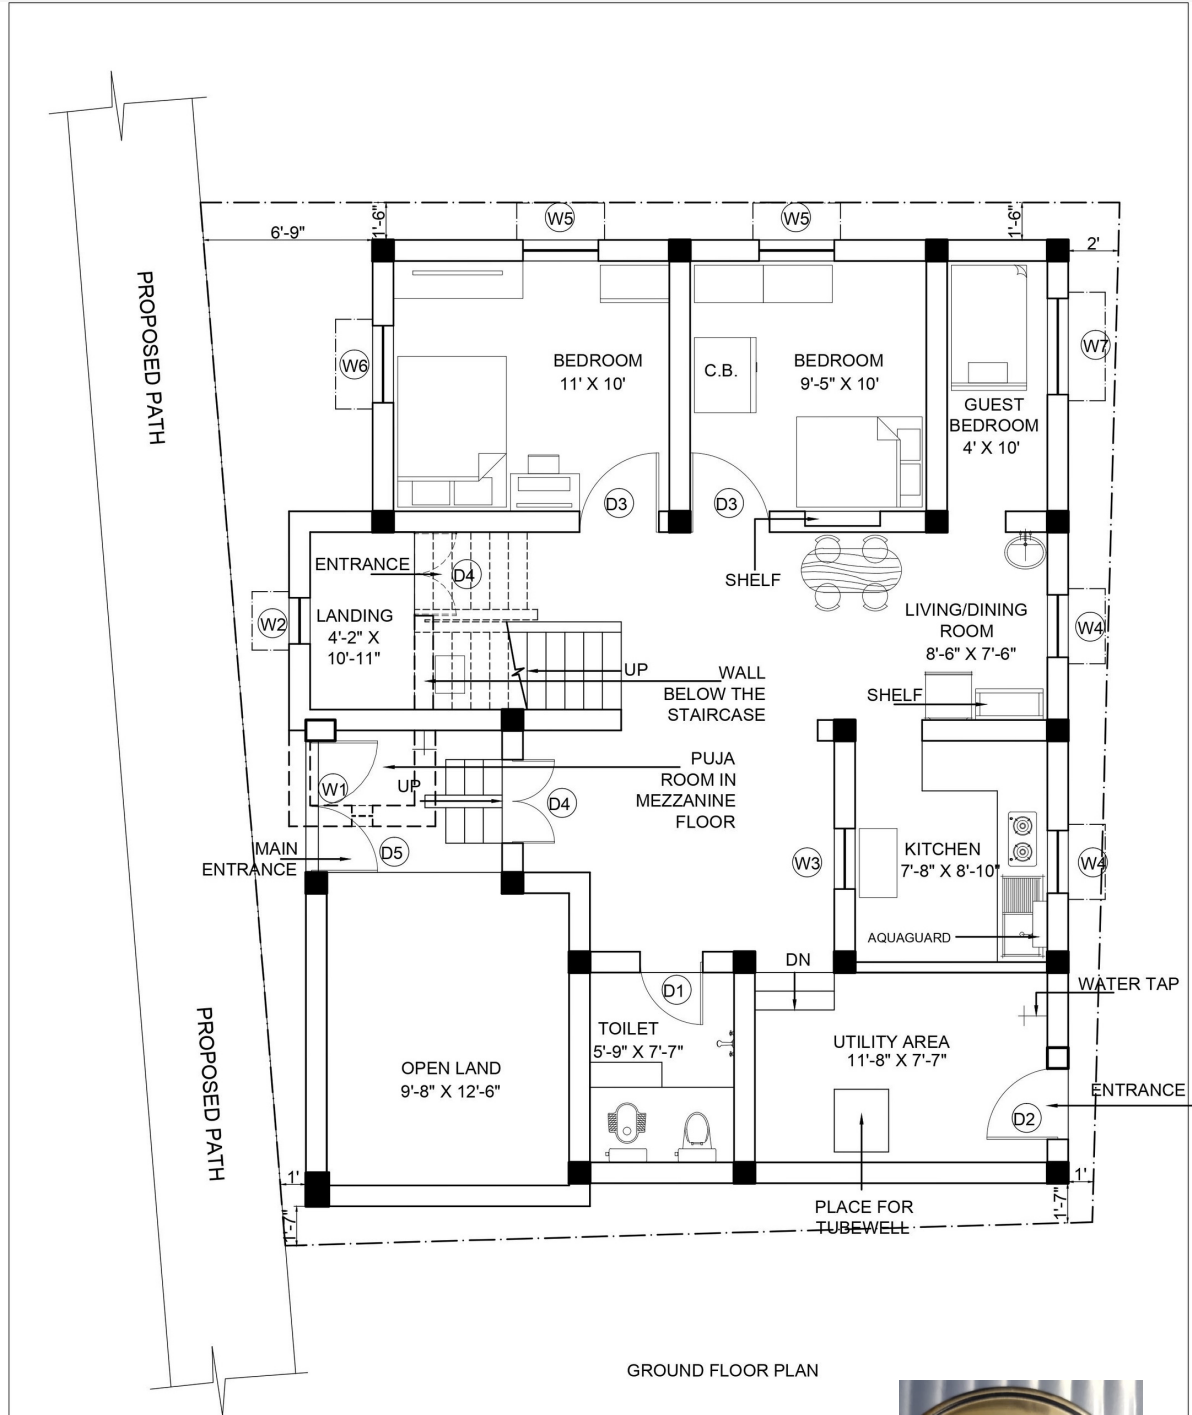 1'-6"
W5
W5
1'-6"
6'-9"
2'
PROPOSED PATH
W6
BEDROOM
11' X 10'
C.B.
BEDROOM
9'-5" X 10'
W7
GUEST
BEDROOM
4' X 10'
D3
D3
ENTRANCE
D4
SHELF
W2
LANDING
4'-2" X
10'-11"
LIVING/DINING
ROOM
8'-6" X 7'-6"
W4
UP
WALL
BELOW THE
STAIRCASE
SHELF
PUJA
ROOM IN
MEZZANINE
FLOOR
W1
UP
D4
MAIN
ENTRANCE
D5
W3
KITCHEN
7'-8" X 8'-10"
W4
AQUAGUARD
DN
D1
WATER TAP
PROPOSED PATH
TOILET
5'-9" X 7'-7"
UTILITY AREA
11'-8" X 7'-7"
OPEN LAND
9'-8" X 12'-6"
ENTRANCE
D2
1'
1'-7"
PLACE FOR
TUBEWELL
1'
1'-7"
GROUND FLOOR PLAN